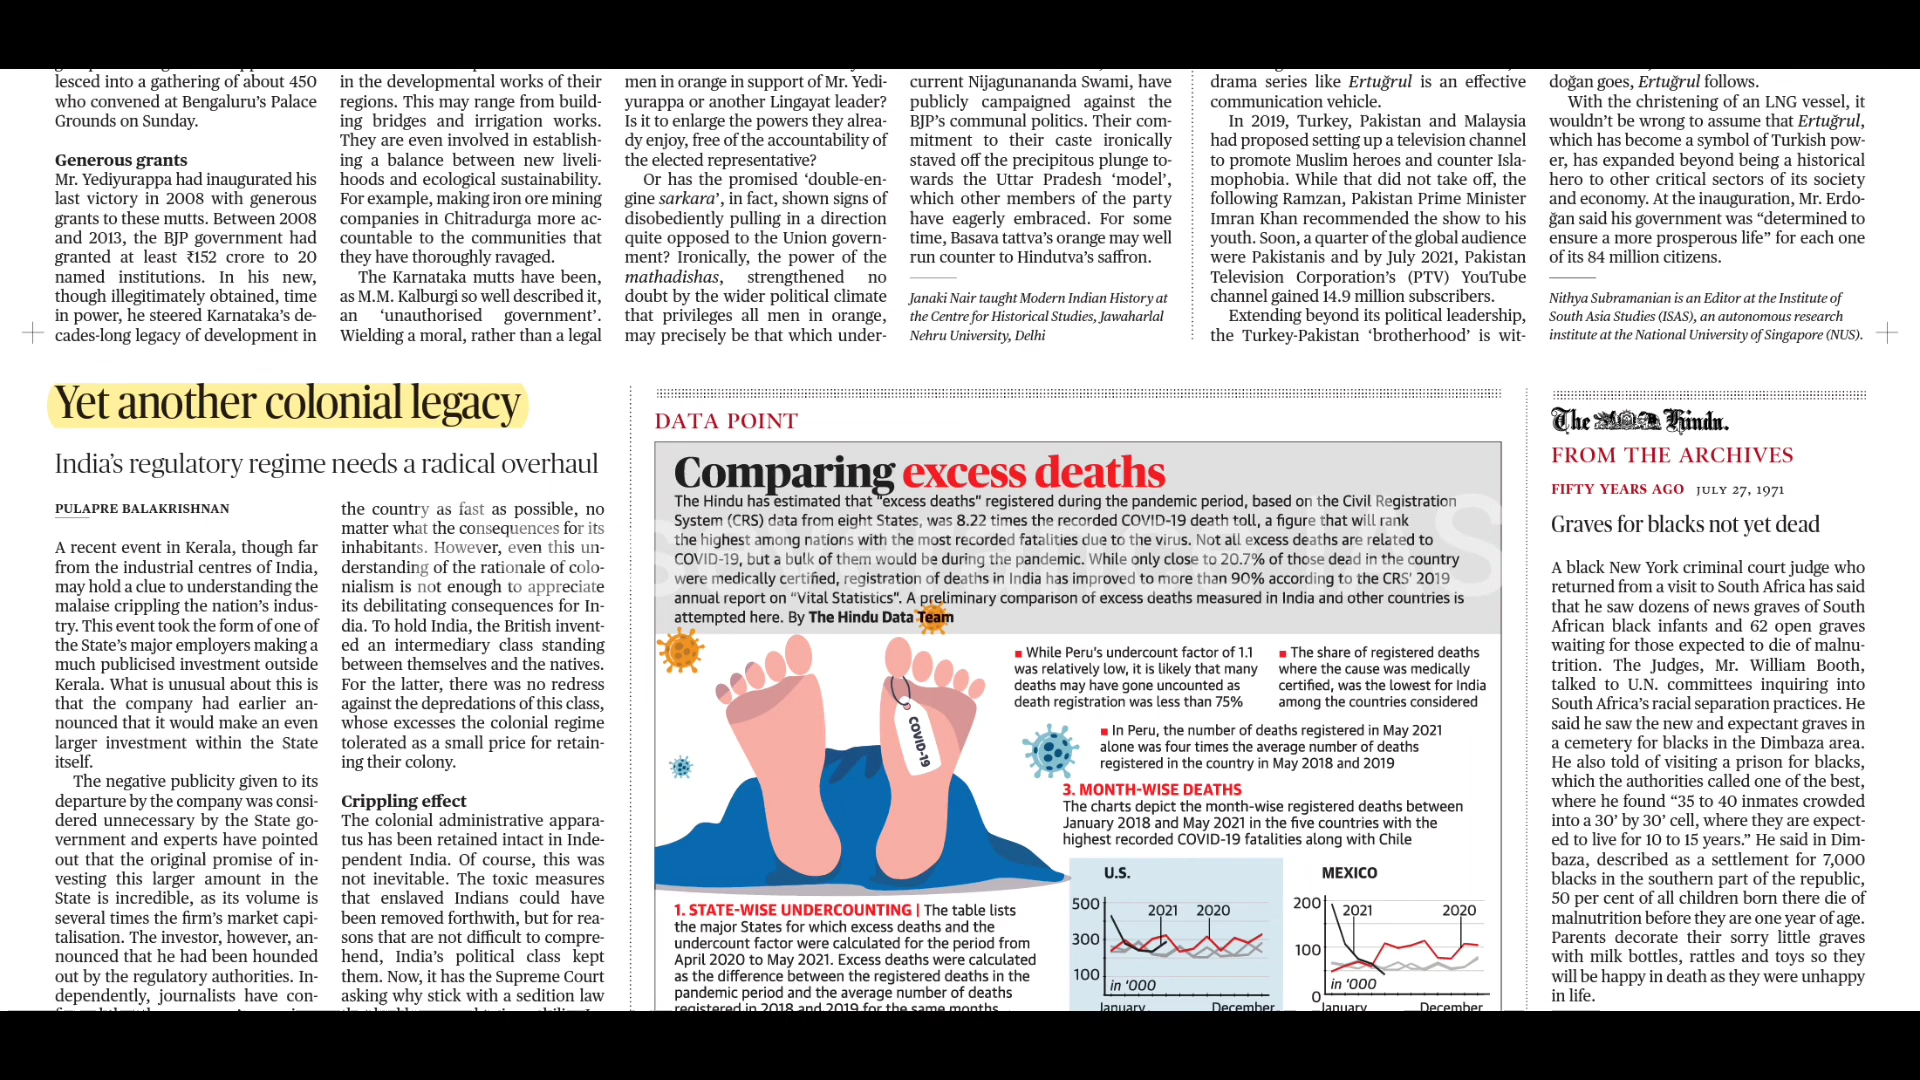 lesced into a gathering of about 450
who convened at Bengaluru's Palace
Grounds on Sunday.
Generous grants
Mr. Yediyurappa had inaugurated his
last victory in 2008 with generous
grants to these mutts. Between 2008
and 2013, the BJP government had
granted at least ₹152 crore to 20
named institutions. In his new,
though illegitimately obtained, time
in power, he steered Karnataka's de-
cades-long legacy of development in
in the developmental works of their
regions. This may range from build-
ing bridges and irrigation works.
They are even involved in establish-
ing a balance between new liveli-
hoods and ecological sustainability.
For example, making iron ore mining
companies in Chitradurga more ac-
countable to the communities that
they have thoroughly ravaged.
The Karnataka mutts have been,
as M.M. Kalburgi so well described it,
an 'unauthorised government'.
Wielding a moral, rather than a legal
men in orange in support of Mr. Yedi-
yurappa or another Lingayat leader?
Is it to enlarge the powers they alrea-
dy enjoy, free of the accountability of
the elected representative?
Or has the promised 'double-en-
gine sarkara', in fact, shown signs of
disobediently pulling in a direction
quite opposed to the Union govern-
ment? Ironically, the power of the
mathadishas, strengthened no
doubt by the wider political climate
that privileges all men in orange,
may precisely be that which under-
current Nijagunananda Swami, have
publicly campaigned against the
BJP's communal politics. Their com-
mitment to their caste ironically
staved off the precipitous plunge to-
wards the Uttar Pradesh 'model',
which other members of the party
have eagerly embraced. For some
time, Basava tattva's orange may well
run counter to Hindutva's saffron.
Janaki Nair taught Modern Indian History at
the Centre for Historical Studies, Jawaharlal
Nehru University, Delhi
drama series like Ertuğrul is an effective
communication vehicle.
In 2019, Turkey, Pakistan and Malaysia
had proposed setting up a television channel
to promote Muslim heroes and counter Isla-
mophobia. While that did not take off, the
following Ramzan, Pakistan Prime Minister
Imran Khan recommended the show to his
youth. Soon, a quarter of the global audience
were Pakistanis and by July 2021, Pakistan
Television Corporation's (PTV) YouTube
channel gained 14.9 million subscribers.
Extending beyond its political leadership,
the Turkey-Pakistan 'brotherhood' is wit-
doğan goes, Ertuğrul follows.
With the christening of an LNG vessel, it
wouldn't be wrong to assume that Ertuğrul,
which has become a symbol of Turkish pow-
er, has expanded beyond being a historical
hero to other critical sectors of its society
and economy. At the inauguration, Mr. Erdo-
ğan said his government was "determined to
ensure a more prosperous life" for each one
of its 84 million citizens.
Nithya Subramanian is an Editor at the Institute of
South Asia Studies (ISAS), an autonomous research
institute at the National University of Singapore (NUS).
Yet another colonial legacy
India's regulatory regime needs a radical overhaul
PULAPRE BALAKRISHNAN
A recent event in Kerala, though far
from the industrial centres of India,
may hold a clue to understanding the
malaise crippling the nation's indus-
try. This event took the form of one of
the State's major employers making a
much publicised investment outside
Kerala. What is unusual about this is
that the company had earlier an-
nounced that it would make an even
larger investment within the State
itself.
The negative publicity given to its
departure by the company was consi-
dered unnecessary by the State go-
vernment and experts have pointed
out that the original promise of in-
vesting this larger amount in the
State is incredible, as its volume is
several times the firm's market capi-
talisation. The investor, however, an-
nounced that he had been hounded
out by the regulatory authorities. In-
dependently, journalists have con-
the country as fast as possible, no
matter what the consequences for its
inhabitants. However, even this un-
derstanding of the rationale of colo-
nialism is not enough to appreciate
its debilitating consequences for In-
dia. To hold India, the British invent-
ed an intermediary class standing
between themselves and the natives.
For the latter, there was no redress
against the depredations of this class,
whose excesses the colonial regime
tolerated as a small price for retain-
ing their colony.
Crippling effect
The colonial administrative appara-
tus has been retained intact in Inde-
pendent India. Of course, this was
not inevitable. The toxic measures
that enslaved Indians could have
been removed forthwith, but for rea-
sons that are not difficult to compre-
hend, India's political class kept
them. Now, it has the Supreme Court
asking why stick with a sedition law
DATA POINT
Comparing excess deaths
The Hindu has estimated that "excess deaths" registered during the pandemic period, based on the Civil Registration
System (CRS) data from eight States, was 8.22 times the recorded COVID-19 death toll, a figure that will rank
the highest among nations with the most recorded fatalities due to the virus. Not all excess deaths are related to
COVID-19, but a bulk of them would be during the pandemic. While only close to 20.7% of those dead in the country
were medically certified, registration of deaths in India has improved to more than 90% according to the CRS' 2019
annual report on "Vital Statistics". A preliminary comparison of excess deaths measured in India and other countries is
attempted here. By The Hindu Data Team
COVID-19
■ While Peru's undercount factor of 1.1
was relatively low, it is likely that many
deaths may have gone uncounted as
death registration was less than 75%
■ The share of registered deaths
where the cause was medically
certified, was the lowest for India
among the countries considered
■ In Peru, the number of deaths registered in May 2021
alone was four times the average number of deaths
registered in the country in May 2018 and 2019
3. MONTH-WISE DEATHS
The charts depict the month-wise registered deaths between
January 2018 and May 2021 in the five countries with the
highest recorded COVID-19 fatalities along with Chile
1. STATE-WISE UNDERCOUNTING | The table lists
the major States for which excess deaths and the
undercount factor were calculated for the period from
April 2020 to May 2021. Excess deaths were calculated
as the difference between the registered deaths in the
pandemic period and the average number of deaths
registered in 2018 and 2019 for the same months.
U.S.
500
300
100
2021 2020
in '000
January December
MEXICO
200
100
0
2021 2020
in '000
January December
The Hindu.
FROM THE ARCHIVES
FIFTY YEARS AGO JULY 27, 1971
Graves for blacks not yet dead
A black New York criminal court judge who
returned from a visit to South Africa has said
that he saw dozens of news graves of South
African black infants and 62 open graves
waiting for those expected to die of malnu-
trition. The Judges, Mr. William Booth,
talked to U.N. committees inquiring into
South Africa's racial separation practices. He
said he saw the new and expectant graves in
a cemetery for blacks in the Dimbaza area.
He also told of visiting a prison for blacks,
which the authorities called one of the best,
where he found "35 to 40 inmates crowded
into a 30' by 30' cell, where they are expect-
ed to live for 10 to 15 years." He said in Dim-
baza, described as a settlement for 7,000
blacks in the southern part of the republic,
50 per cent of all children born there die of
malnutrition before they are one year of age.
Parents decorate their sorry little graves
with milk bottles, rattles and toys so they
will be happy in death as they were unhappy
in life.